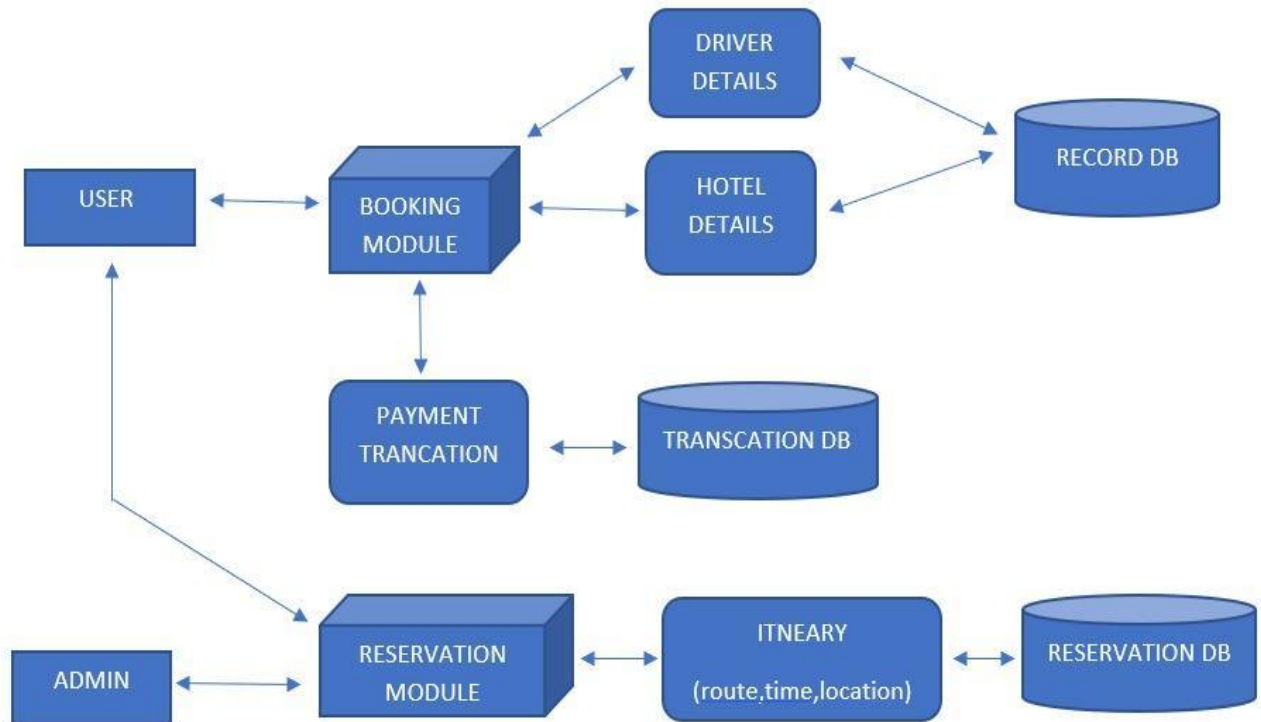 DRIVER
DETAILS
RECORD DB
USER
BOOKING
MODULE
HOTEL
DETAILS
PAYMENT
TRANCATION
TRANSCATION DB
ADMIN
RESERVATION
MODULE
ITNEARY
(route,time,location)
RESERVATION DB